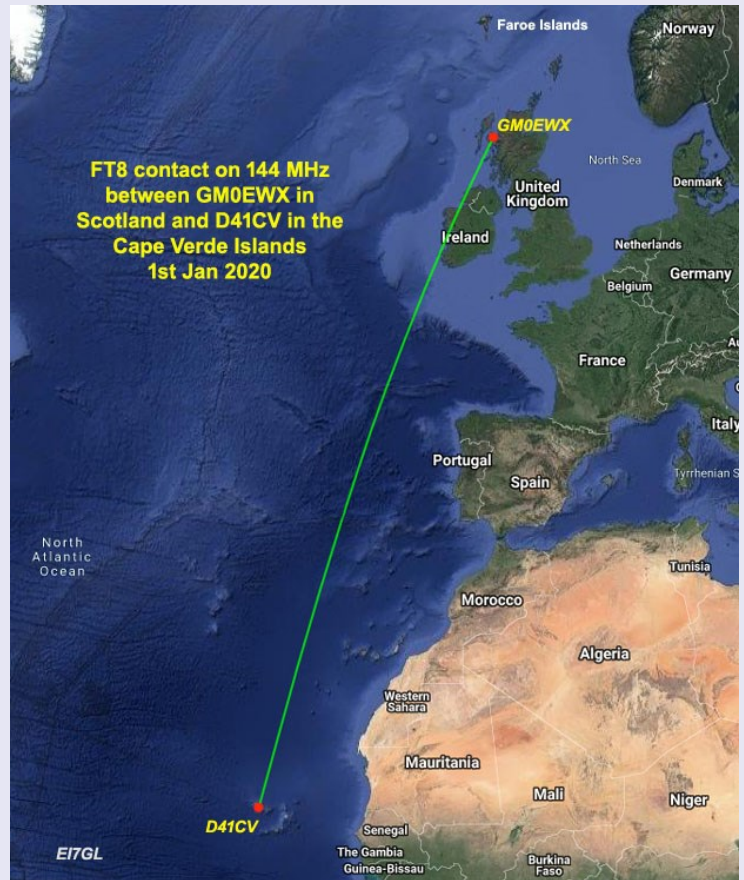 Faroe Islands
Norway
GM0EWX
FT8 contact on 144 MHz
between GM0EWX in
Scotland and D41CV in the
Cape Verde Islands
1st Jan 2020
North Sea
Denmark
United
Kingdom
Ireland
Netherlands
Germany
Belgium
France
Italy
Portugal
Spain
Tyrrhenian S
North
Atlantic
Ocean
Tunisia
Morocco
Algeria
Western
Sahara
Mauritania
Mali
Niger
D41CV
Senegal
EI7GL
The Gambia
Guinea-Bissau
Burkina
Faso